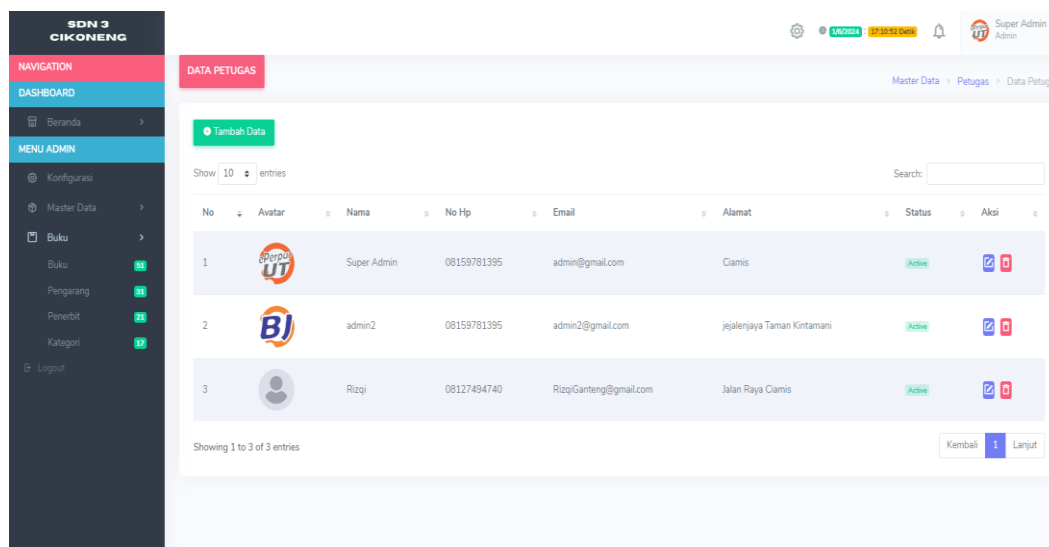 SDN 3
CIKONENG
1/6/2024 : 17:10:52 Detik
Super Admin
Admin
NAVIGATION
DASHBOARD
Beranda
MENU ADMIN
Konfigurasi
Master Data
Buku
Buku 51
Pengarang 31
Penerbit 21
Kategori 17
Logout
DATA PETUGAS
Master Data > Petugas > Data Petug
Tambah Data
Show 10 entries
Search:
No Avatar Nama No Hp Email Alamat Status Aksi
1 ePerpus UT Super Admin 08159781395 admin@gmail.com Ciamis Active
2 BJ admin2 08159781395 admin2@gmail.com jejalenjaya Taman Kintamani Active
3 Rizqi 08127494740 RizqiGanteng@gmail.com Jalan Raya Ciamis Active
Showing 1 to 3 of 3 entries
Kembali 1 Lanjut